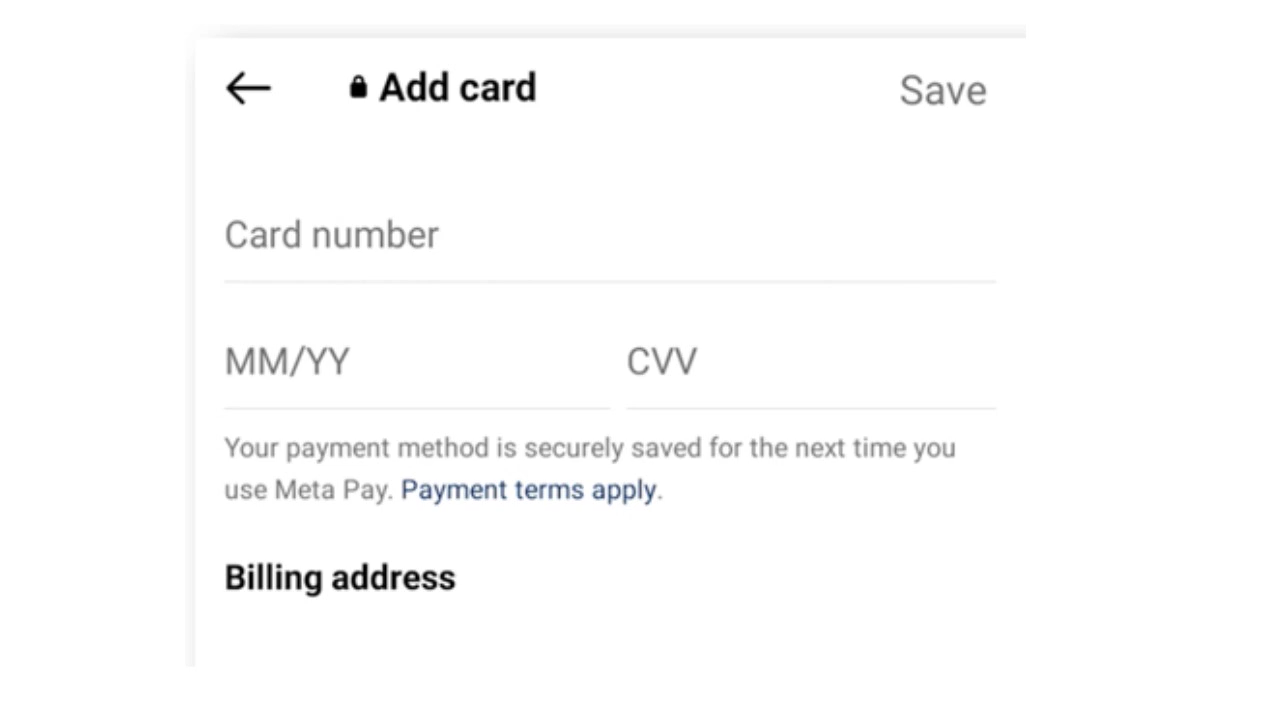 Add card
Save
Card number
MM/YY
CVV
Your payment method is securely saved for the next time you
use Meta Pay. Payment terms apply.
Billing address